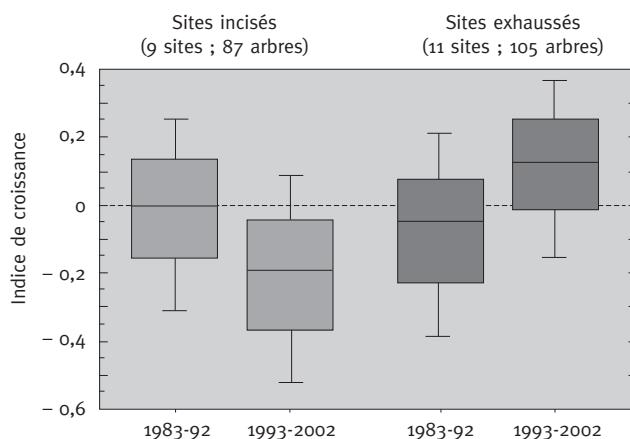 Sites incisés
(9 sites ; 87 arbres)
Sites exhaussés
(11 sites ; 105 arbres)
Indice de croissance
0,4
0,2
0
– 0,2
– 0,4
– 0,6
1983-92
1993-2002
1983-92
1993-2002